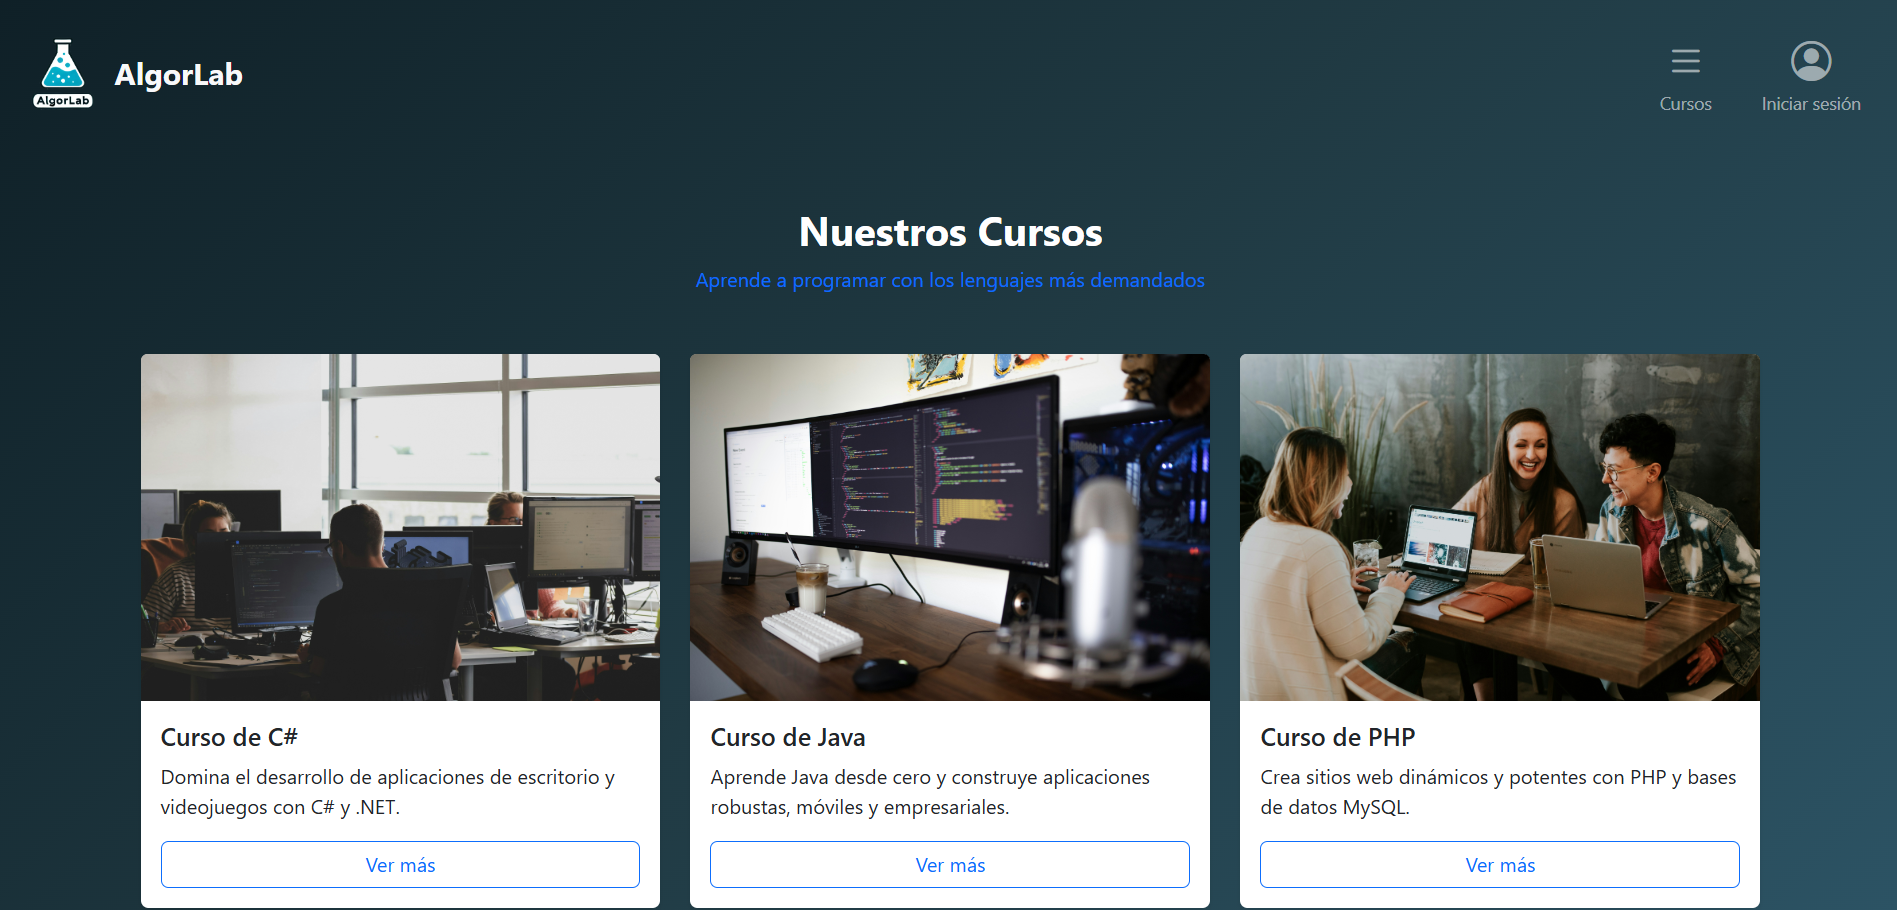 AlgorLab
AlgorLab
Cursos
Iniciar sesión
Nuestros Cursos
Aprende a programar con los lenguajes más demandados
Curso de C#
Domina el desarrollo de aplicaciones de escritorio y
videojuegos con C# y .NET.
Ver más
Curso de Java
Aprende Java desde cero y construye aplicaciones
robustas, móviles y empresariales.
Ver más
Curso de PHP
Crea sitios web dinámicos y potentes con PHP y bases
de datos MySQL.
Ver más